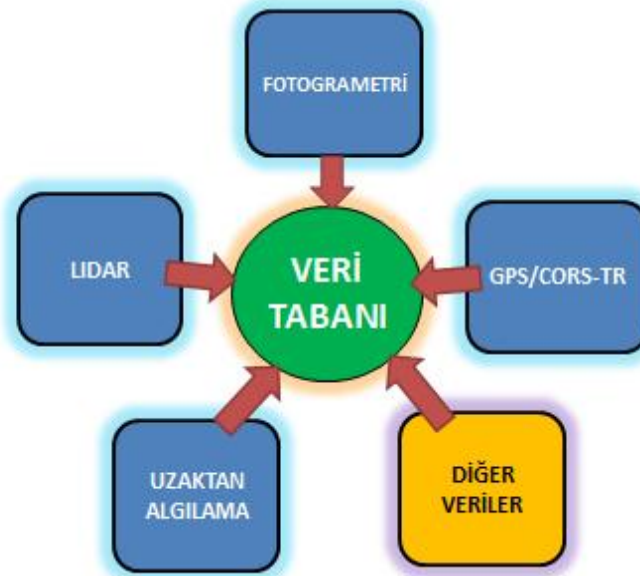 FOTOGRAMETRİ
LIDAR
VERİ
TABANI
GPS/CORS-TR
UZAKTAN
ALGILAMA
DİĞER
VERİLER